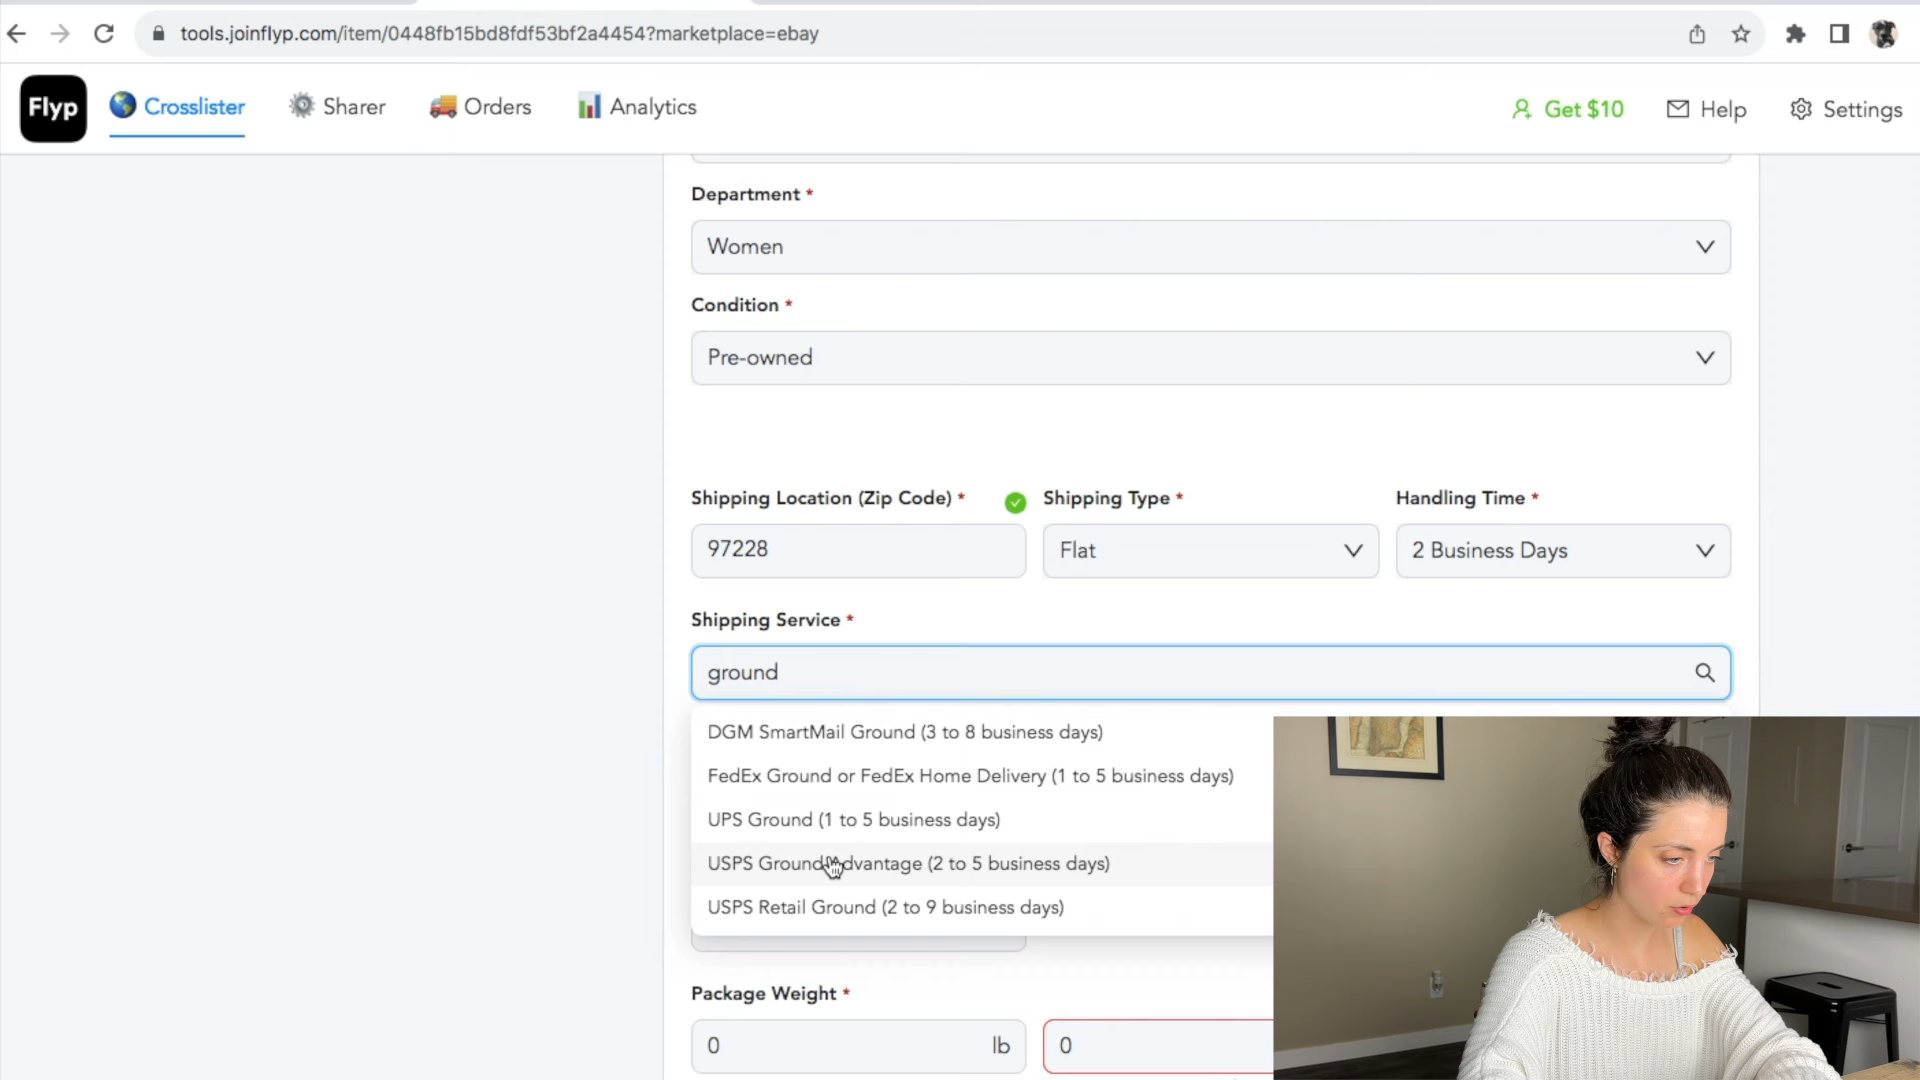 tools.joinflyp.com/item/0448fb15bd8fdf53bf2a4454?marketplace=ebay
Flyp Crosslister Sharer Orders Analytics Get $10 Help Settings
Department *
Women
Condition *
Pre-owned
Shipping Location (Zip Code) * Shipping Type * Handling Time *
97228 Flat 2 Business Days
Shipping Service *
ground
DGM SmartMail Ground (3 to 8 business days)
FedEx Ground or FedEx Home Delivery (1 to 5 business days)
UPS Ground (1 to 5 business days)
USPS Ground Advantage (2 to 5 business days)
USPS Retail Ground (2 to 9 business days)
Package Weight *
0 lb 0